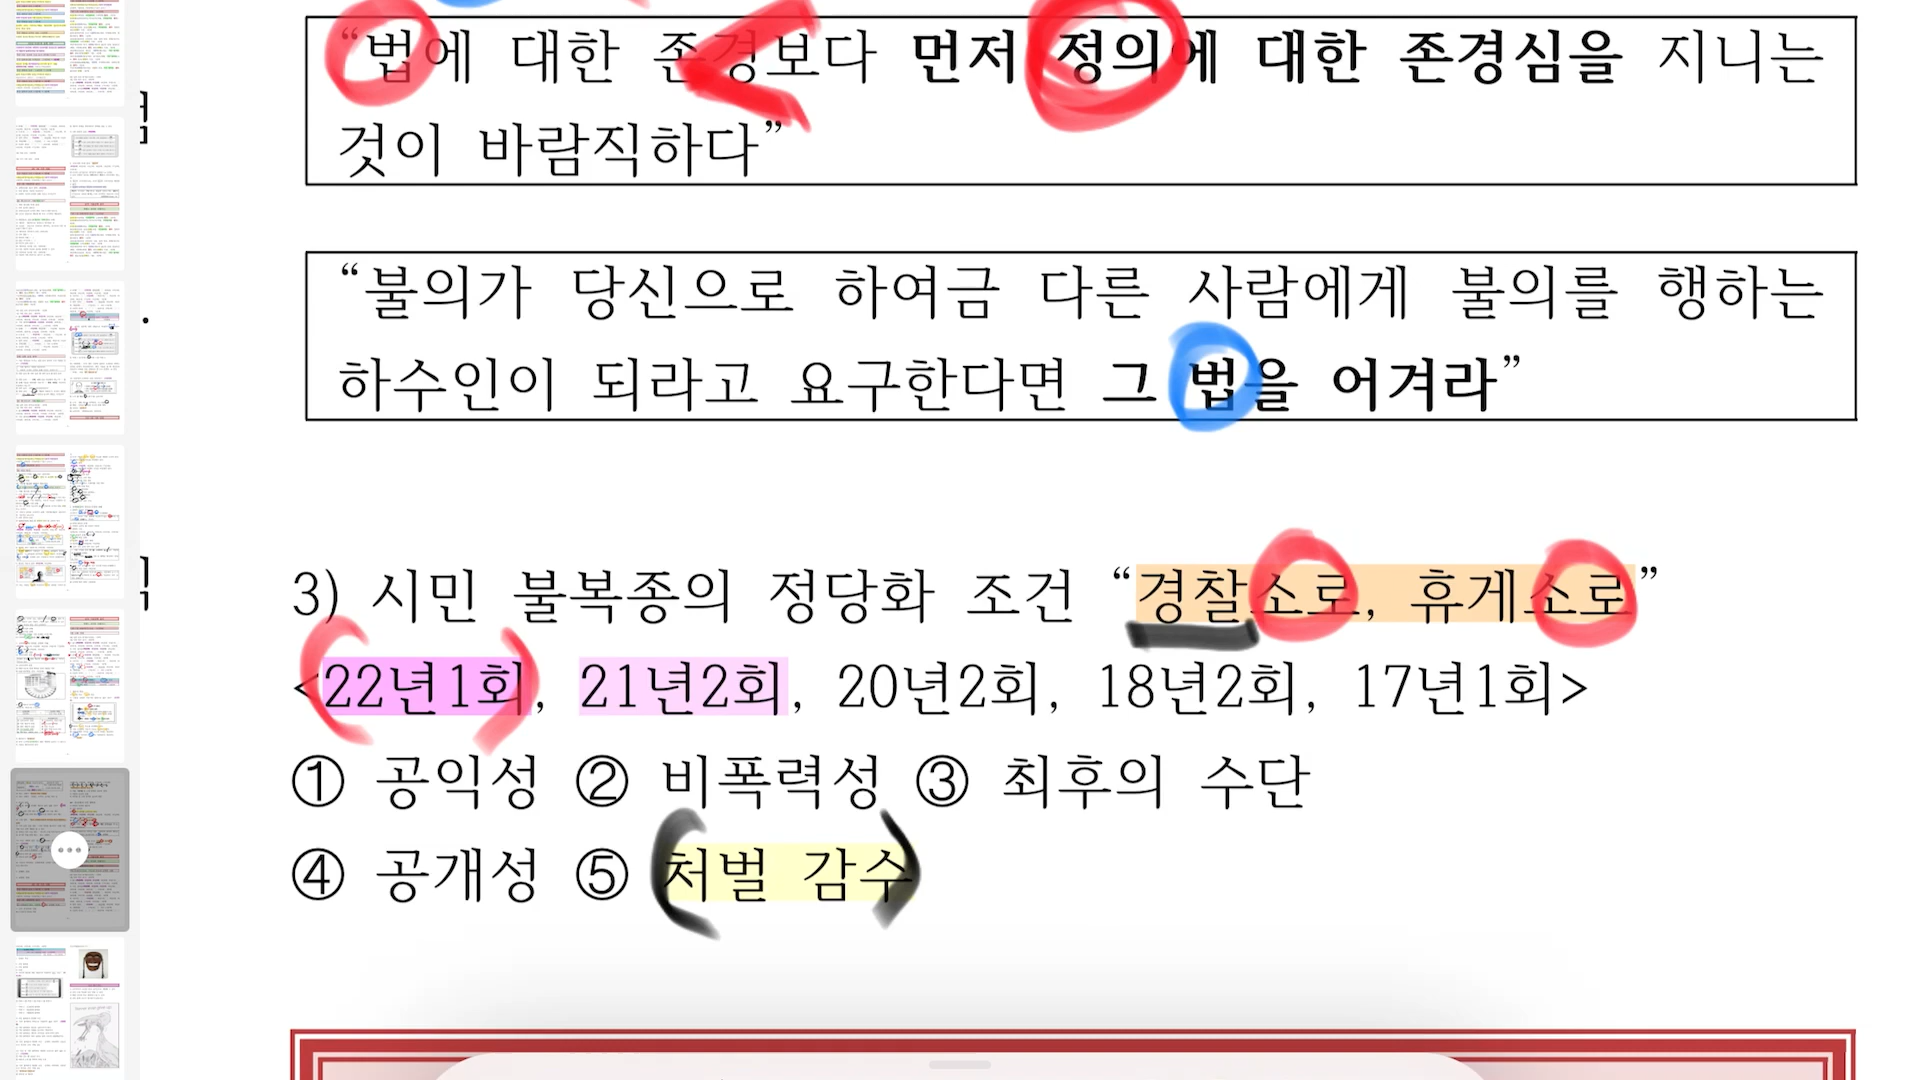 “법에 대한 존경보다 먼저 정의에 대한 존경심을 지니는
것이 바람직하다”
“불의가 당신으로 하여금 다른 사람에게 불의를 행하는
하수인이 되라고 요구한다면 그 법을 어겨라”
3) 시민 불복종의 정당화 조건 “경찰소로, 휴게소로”
<22년1회, 21년2회, 20년2회, 18년2회, 17년1회>
① 공익성 ② 비폭력성 ③ 최후의 수단
④ 공개성 ⑤ 처벌 감수